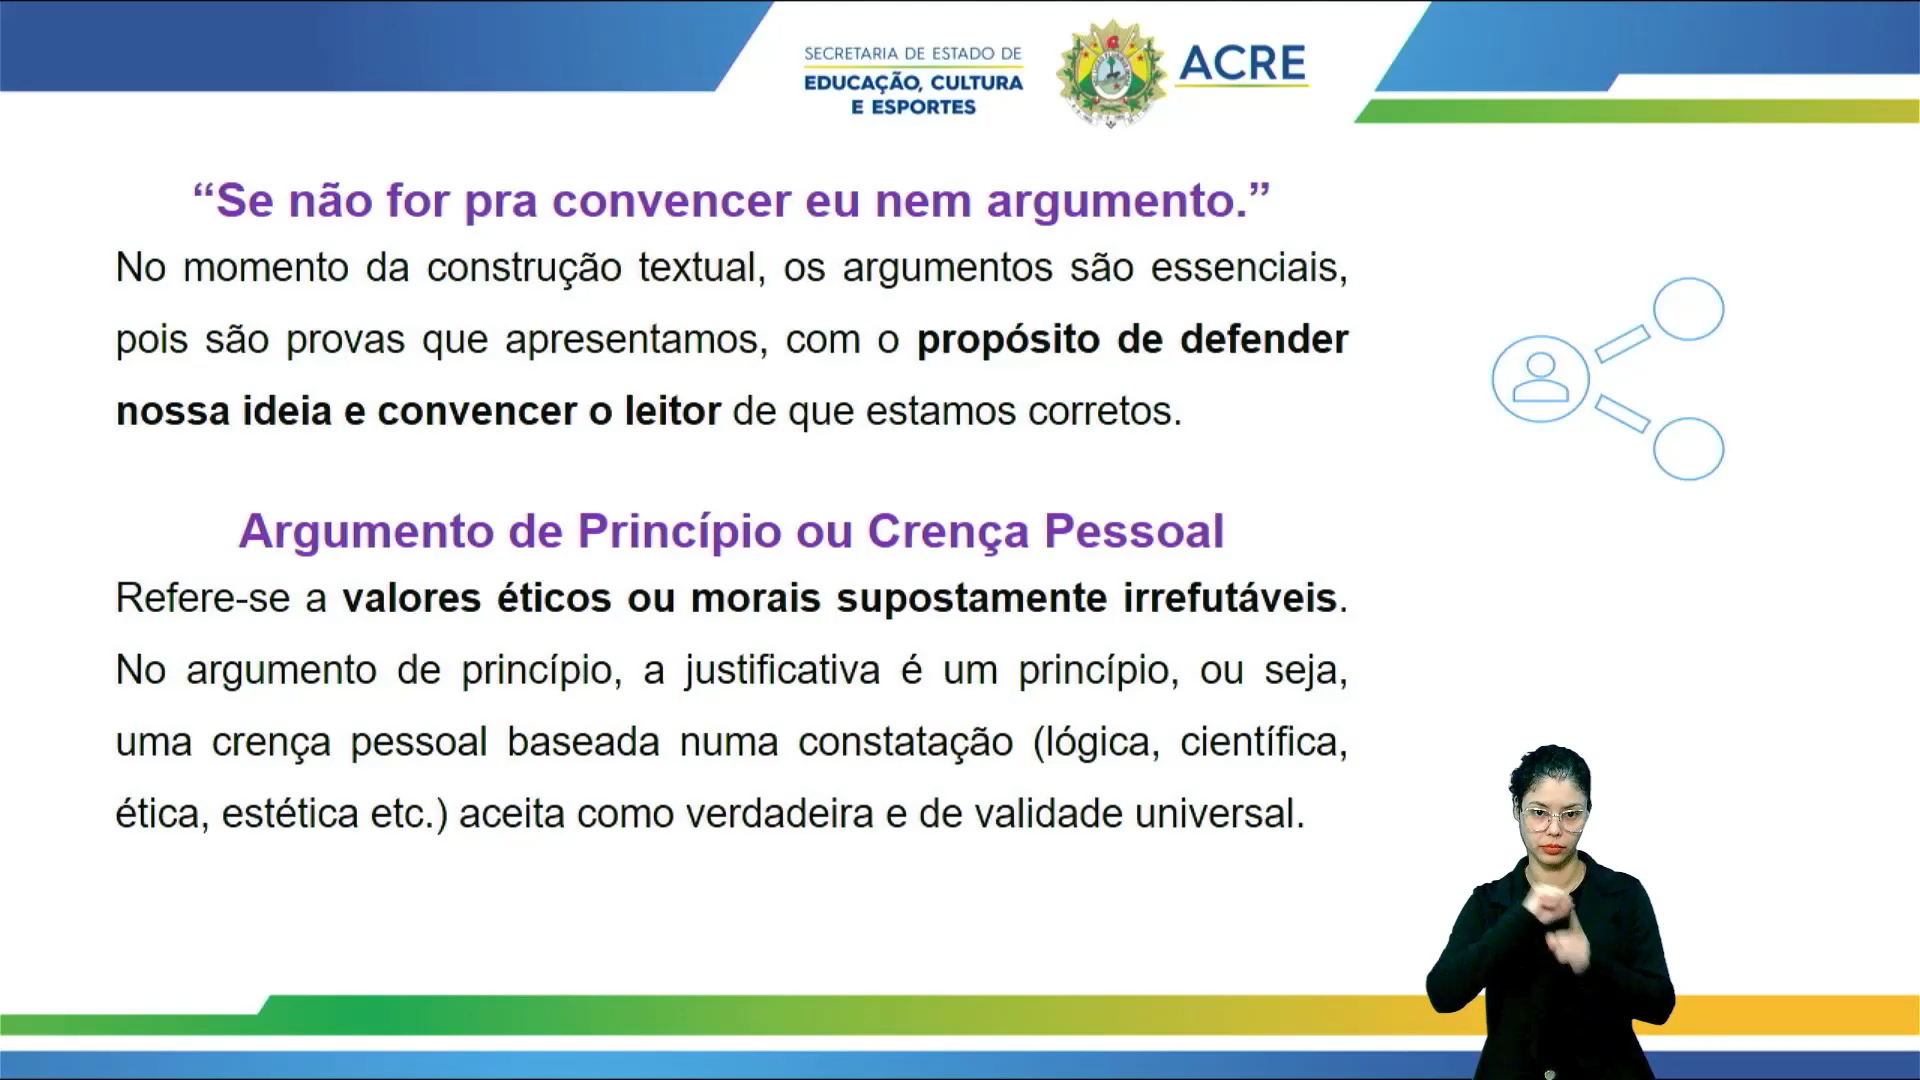 SECRETARIA DE ESTADO DE
EDUCAÇÃO, CULTURA
E ESPORTES
ACRE
“Se não for pra convencer eu nem argumento.”
No momento da construção textual, os argumentos são essenciais,
pois são provas que apresentamos, com o propósito de defender
nossa ideia e convencer o leitor de que estamos corretos.
Argumento de Princípio ou Crença Pessoal
Refere-se a valores éticos ou morais supostamente irrefutáveis.
No argumento de princípio, a justificativa é um princípio, ou seja,
uma crença pessoal baseada numa constatação (lógica, científica,
ética, estética etc.) aceita como verdadeira e de validade universal.